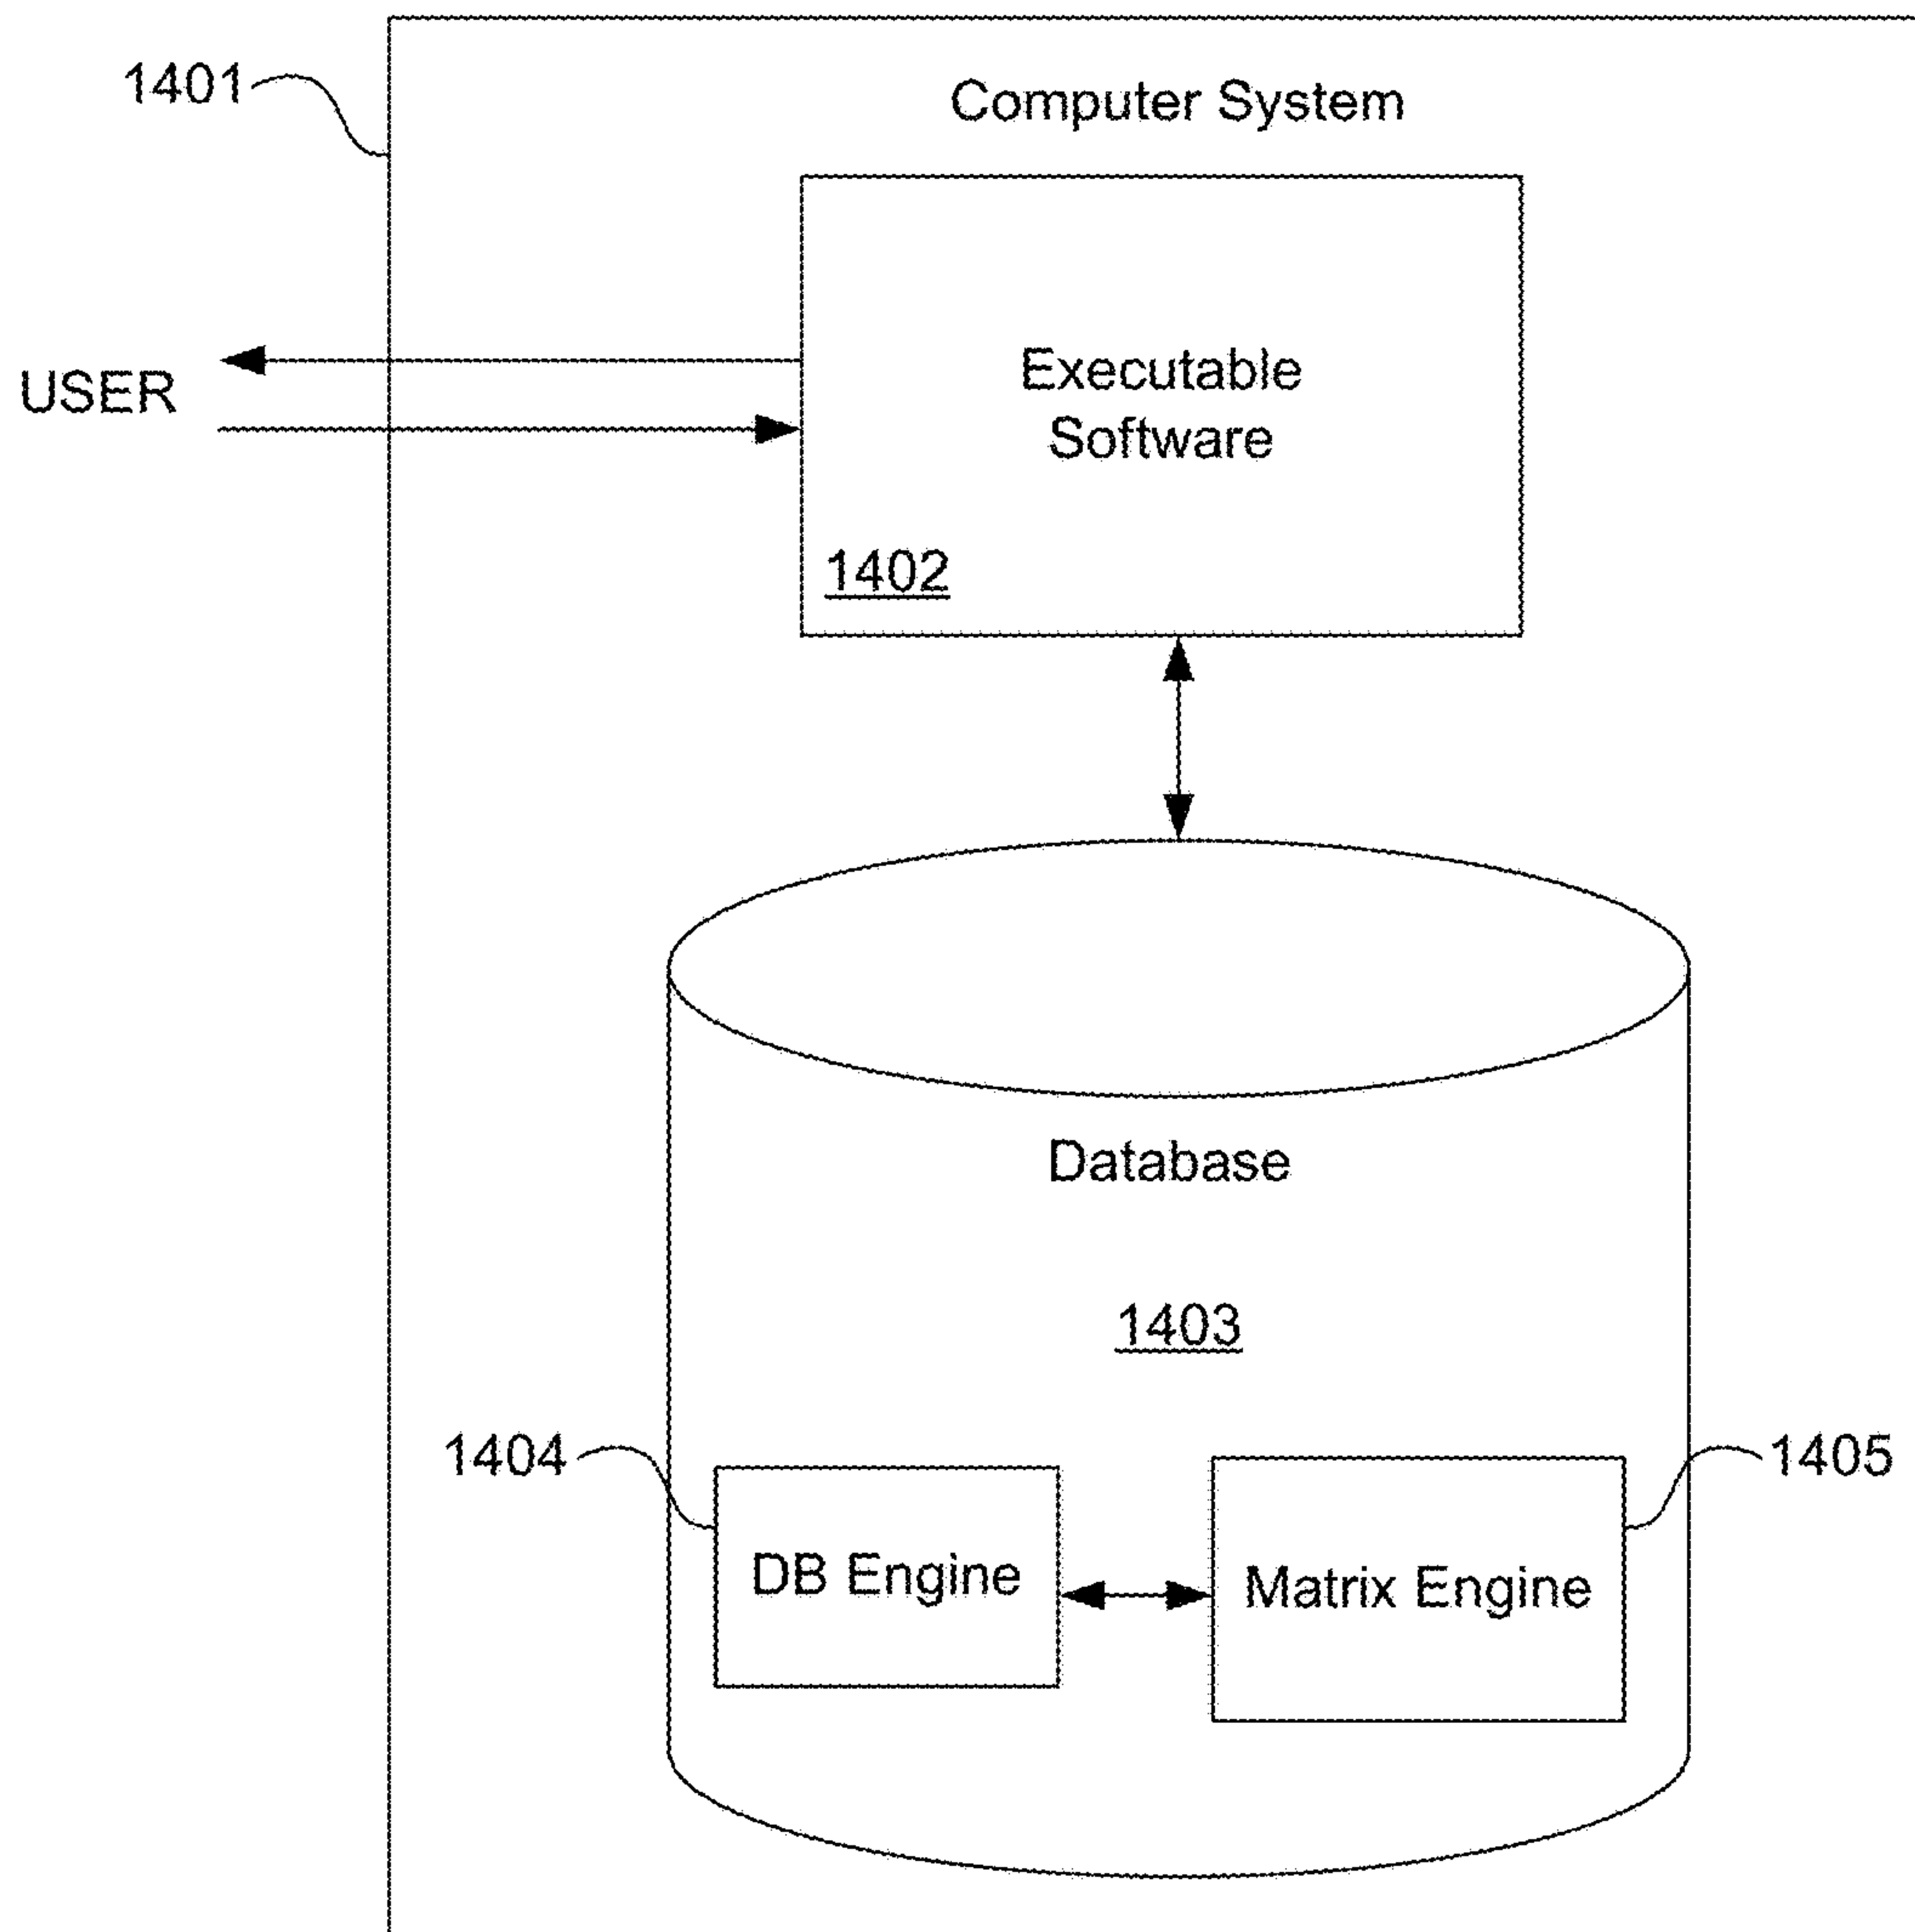 1401
Computer System
USER
Executable
Software
1402
Database
1403
1404
1405
DB Engine
Matrix Engine